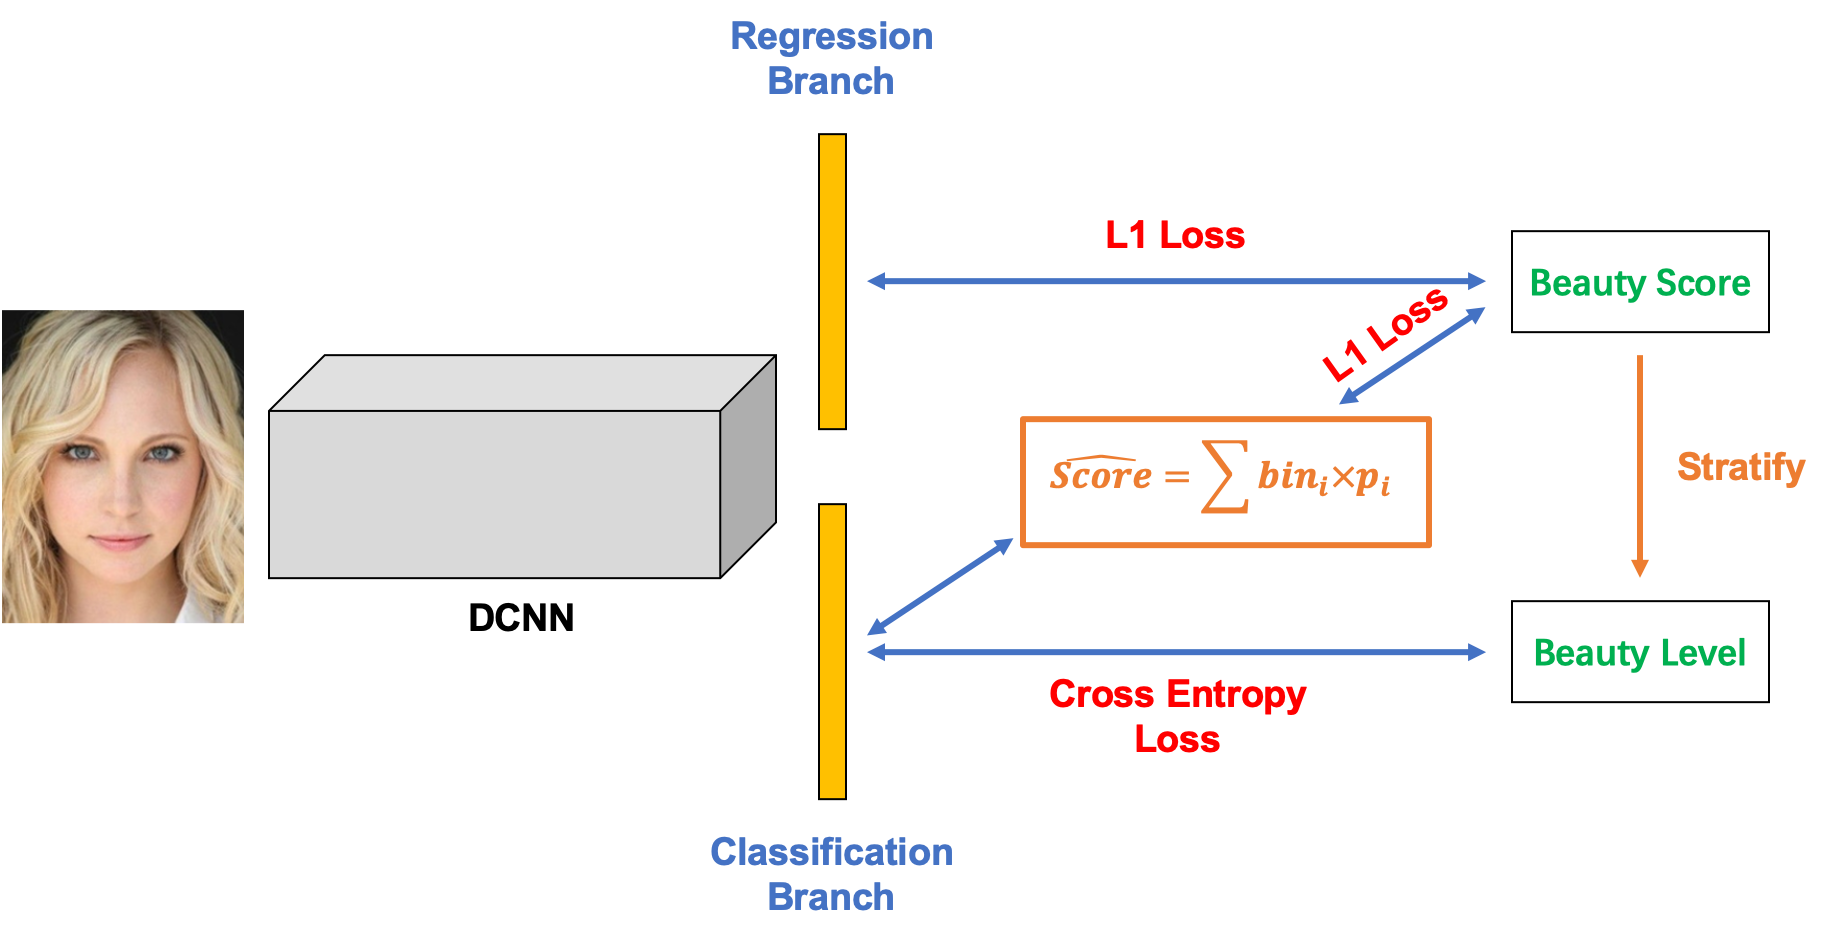 Regression
Branch
L1 Loss
Beauty Score
L1 Loss
$\widehat{Score} = \sum bin_i \times p_i$
Stratify
DCNN
Beauty Level
Cross Entropy
Loss
Classification
Branch